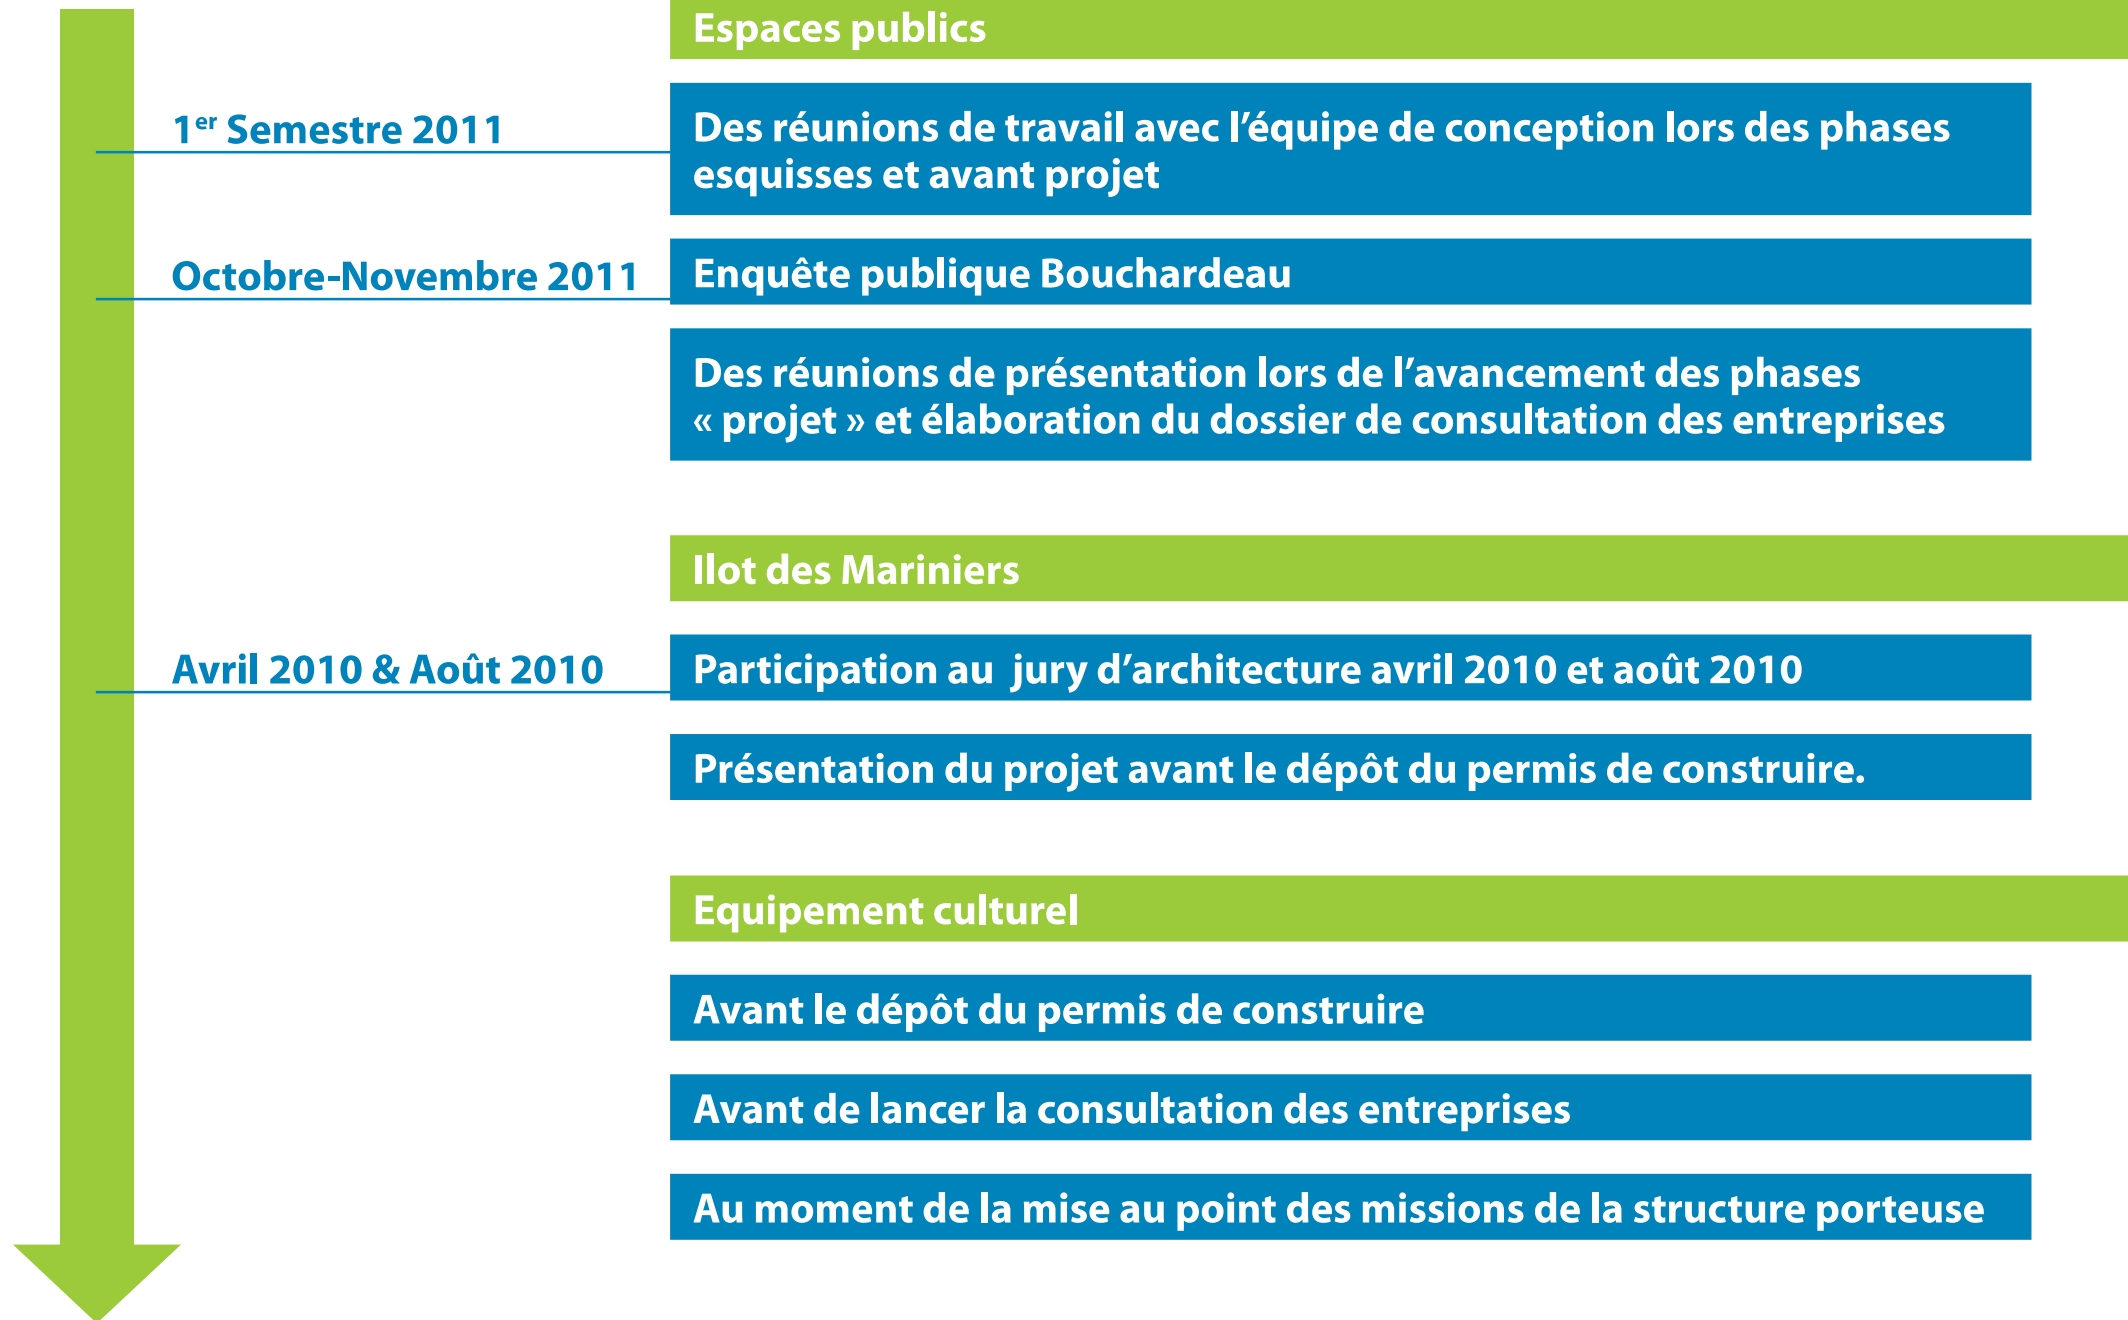 Espaces publics
1er Semestre 2011
Des réunions de travail avec l’équipe de conception lors des phases
esquisses et avant projet
Octobre-Novembre 2011
Enquête publique Bouchardeau
Des réunions de présentation lors de l’avancement des phases
« projet » et élaboration du dossier de consultation des entreprises
Ilot des Mariniers
Avril 2010 & Août 2010
Participation au  jury d’architecture avril 2010 et août 2010
Présentation du projet avant le dépôt du permis de construire.
Equipement culturel
Avant le dépôt du permis de construire
Avant de lancer la consultation des entreprises
Au moment de la mise au point des missions de la structure porteuse